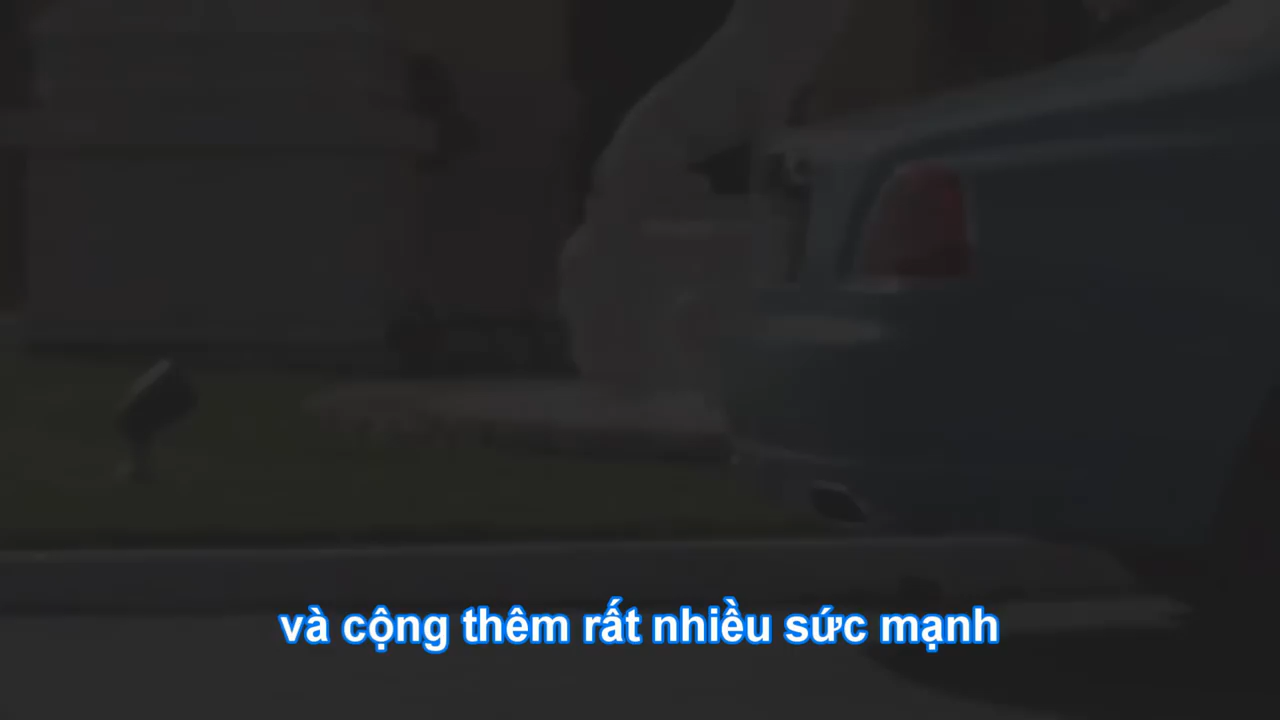 và cộng thêm rất nhiều sức mạnh